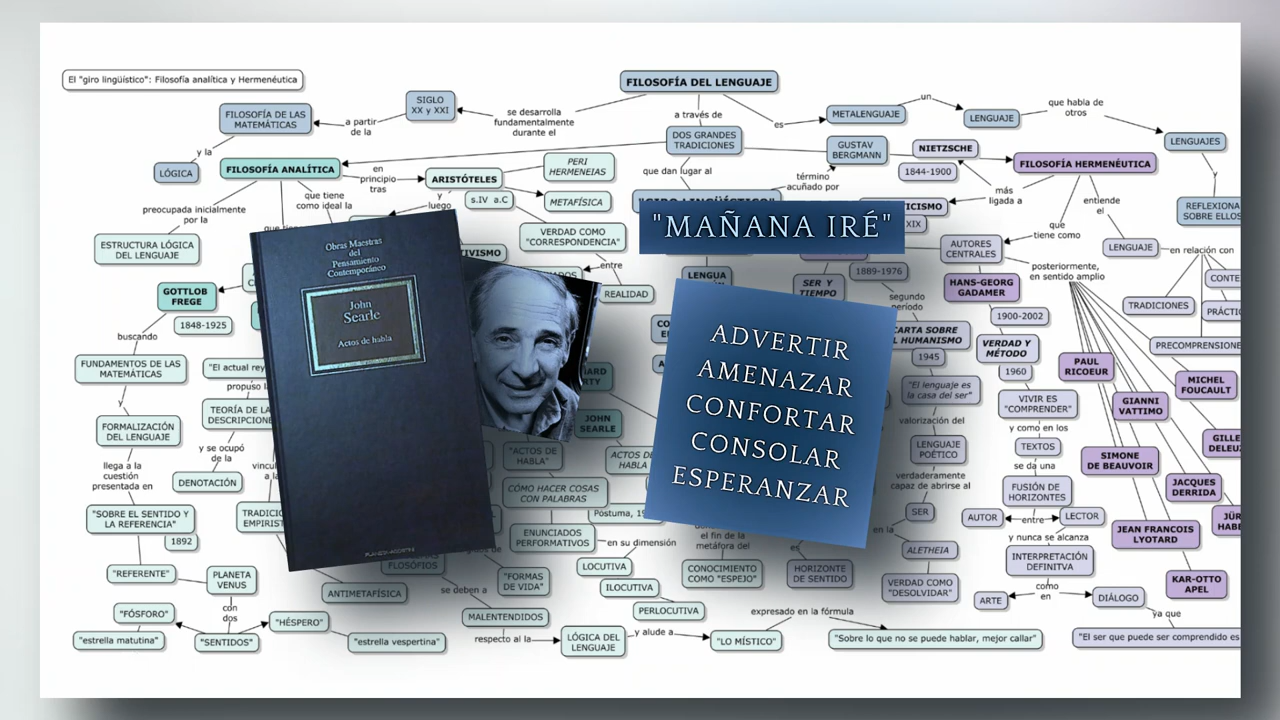 El "giro lingüístico": Filosofía analítica y Hermenéutica
FILOSOFÍA DEL LENGUAJE
SIGLO
XX y XXI
se desarrolla
fundamentalmente
durante el
a través de
es
METALENGUAJE
un
LENGUAJE
que habla de
otros
LENGUAJES
FILOSOFÍA DE LAS
MATEMÁTICAS
a partir
de la
y la
LÓGICA
DOS GRANDES
TRADICIONES
GUSTAV
BERGMANN
NIETZSCHE
1844-1900
FILOSOFÍA HERMENÉUTICA
FILOSOFÍA ANALÍTICA
en
principio
tras
ARISTÓTELES
PERI
HERMENEIAS
que dan lugar al
término
acuñado por
más
ligada a
y
REFLEXIONA
SOBRE ELLOS
preocupada inicialmente
por la
que tiene
como ideal la
y
luego
s.IV a.C
METAFÍSICA
"GIRO LINGÜÍSTICO"
XIX
entiende
el
que
tiene como
ESTRUCTURA LÓGICA
DEL LENGUAJE
VERDAD COMO
"CORRESPONDENCIA"
"MAÑANA IRÉ"
AUTORES
CENTRALES
LENGUAJE
en relación con
Obras Maestras
del
Pensamiento
Contemporáneo
John
Searle
Actos de habla
entre
REALIDAD
LENGUA
SER Y
TIEMPO
1889-1976
segundo
período
HANS-GEORG
GADAMER
1900-2002
posteriormente,
en sentido amplio
TRADICIONES
PRECOMPRENSIONE
GOTTLOB
FREGE
1848-1925
buscando
FUNDAMENTOS DE LAS
MATEMÁTICAS
y
FORMALIZACIÓN
DEL LENGUAJE
llega a la
cuestión
presentada en
"SOBRE EL SENTIDO Y
LA REFERENCIA"
1892
"REFERENTE"
PLANETA
VENUS
con
dos
"FÓSFORO"
"HÉSPERO"
"estrella matutina"
"SENTIDOS"
"estrella vespertina"
"El actual rey
propuso la
TEORÍA DE LA
DESCRIPCIONE
y se ocupó
de la
DENOTACIÓN
ADVERTIR
AMENAZAR
CONFORTAR
CONSOLAR
ESPERANZAR
JOHN
SEARLE
"ACTOS DE
HABLA"
ACTOS DE
HABLA
CÓMO HACER COSAS
CON PALABRAS
ENUNCIADOS
PERFORMATIVOS
en su dimensión
LOCUTIVA
ILOCUTIVA
PERLOCUTIVA
FILOSÓFIOS
ANTIMETAFÍSICA
se deben a
"FORMAS
DE VIDA"
MALENTENDIDOS
respecto al la
LÓGICA DEL
LENGUAJE
y alude a
"LO MÍSTICO"
expresado en la fórmula
"Sobre lo que no se puede hablar, mejor callar"
el fin de la
metáfora del
CONOCIMIENTO
COMO "ESPEJO"
es
HORIZONTE
DE SENTIDO
CARTA SOBRE
1945
"El lenguaje es
la casa del ser"
valorización del
LENGUAJE
POÉTICO
verdaderamente
capaz de abrirse al
SER
en la
ALETHEIA
VERDAD COMO
"DESOLVIDAR"
VERDAD Y
MÉTODO
1960
VIVIR ES
"COMPRENDER"
y como en los
TEXTOS
se da una
FUSIÓN DE
HORIZONTES
AUTOR
entre
LECTOR
y nunca se alcanza
INTERPRETACIÓN
DEFINITVA
como
en
ARTE
DIÁLOGO
ya que
"El ser que puede ser comprendido es
PAUL
RICOEUR
MICHEL
FOUCAULT
GIANNI
VATTIMO
SIMONE
DE BEAUVOIR
JACQUES
DERRIDA
JEAN FRANCOIS
LYOTARD
KAR-OTTO
APEL